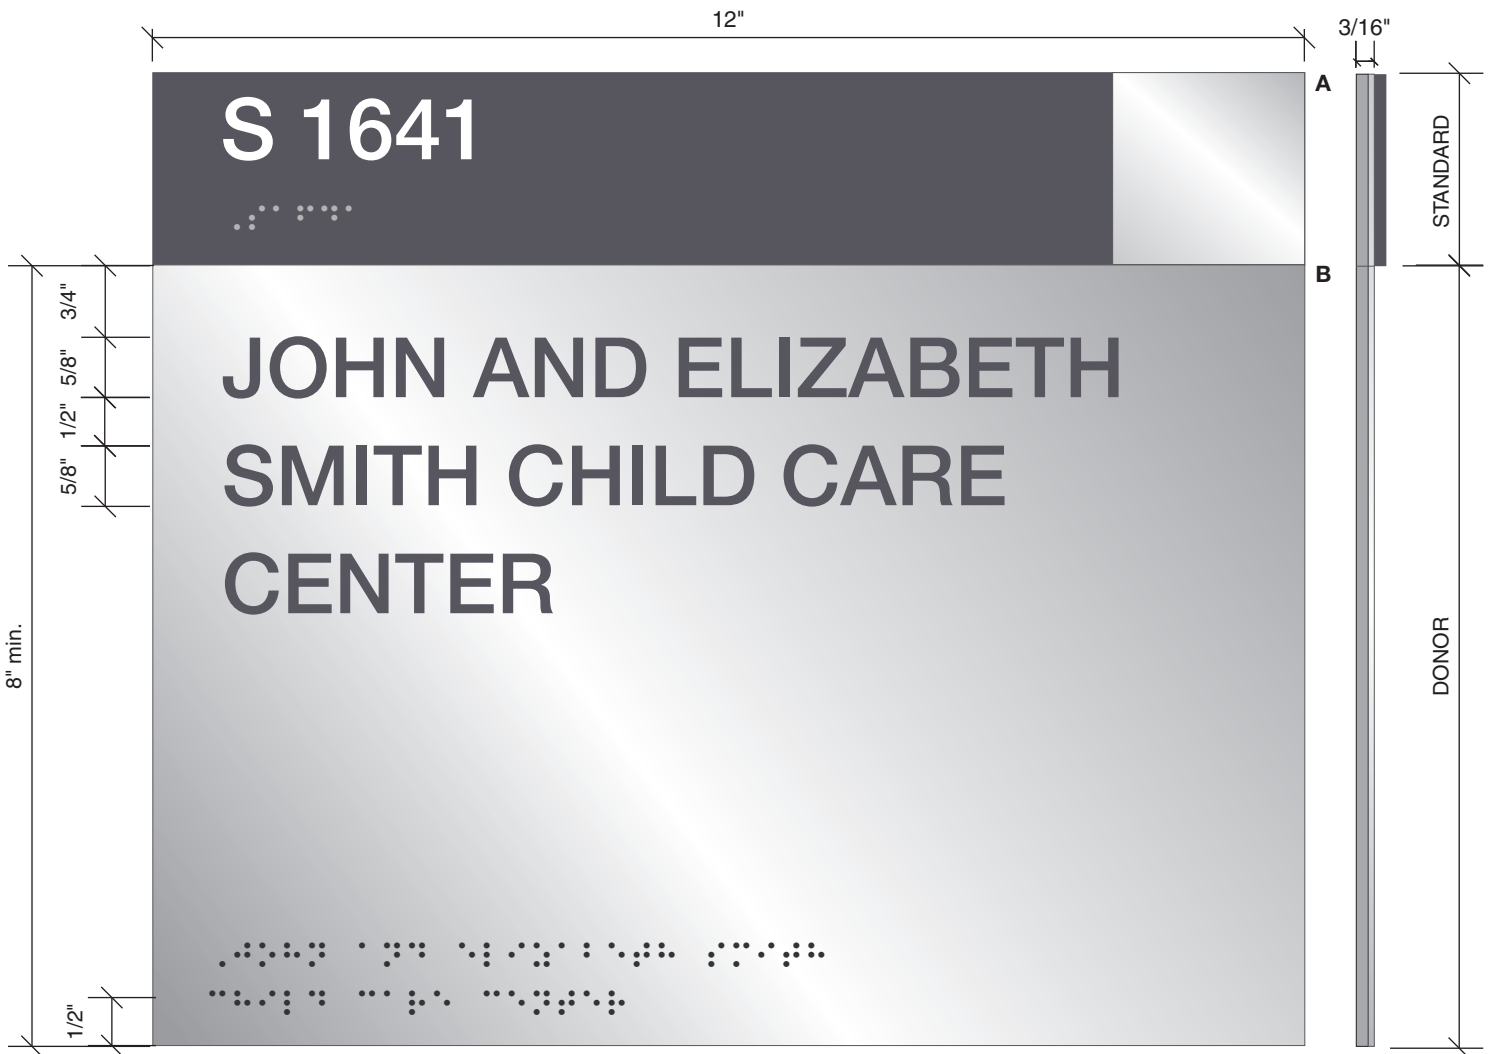 12"
3/16"
A
S 1641
STANDARD
B
3/4"
5/8"
1/2"
5/8"
JOHN AND ELIZABETH
SMITH CHILD CARE
CENTER
8" min.
DONOR
1/2"